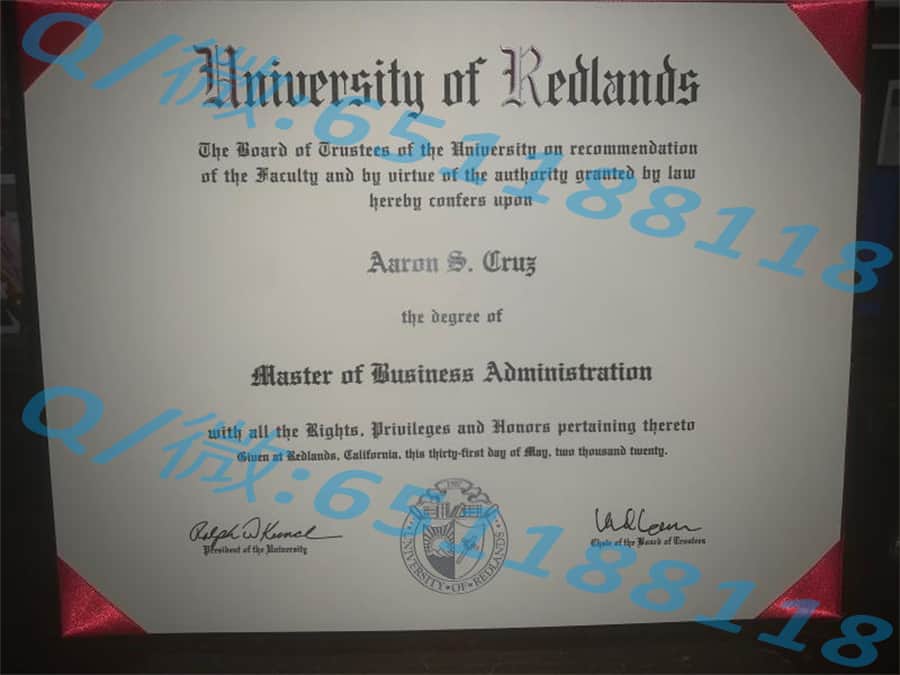 University of Redlands
The Board of Trustees of the University on recommendation
of the Faculty and by virtue of the authority granted by law
hereby confers upon
Aaron S. Cruz
the degree of
Master of Business Administration
with all the Rights, Privileges and Honors pertaining thereto
Given at Redlands, California, this thirty-first day of May, two thousand twenty.
President of the University
Chair of the Board of Trustees
UNIVERSITY OF REDLANDS
Q/微:651188118
Q/微:651188118